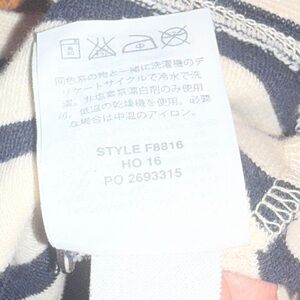 同色系の物と一緒に洗濯機のデ
リケートサイクルで冷水で洗
濯。非塩素系漂白剤のみ使用
可。低温の乾燥機を使用。必要
な場合は中温のアイロン。
STYLE F8816
HO 16
PO 2693315